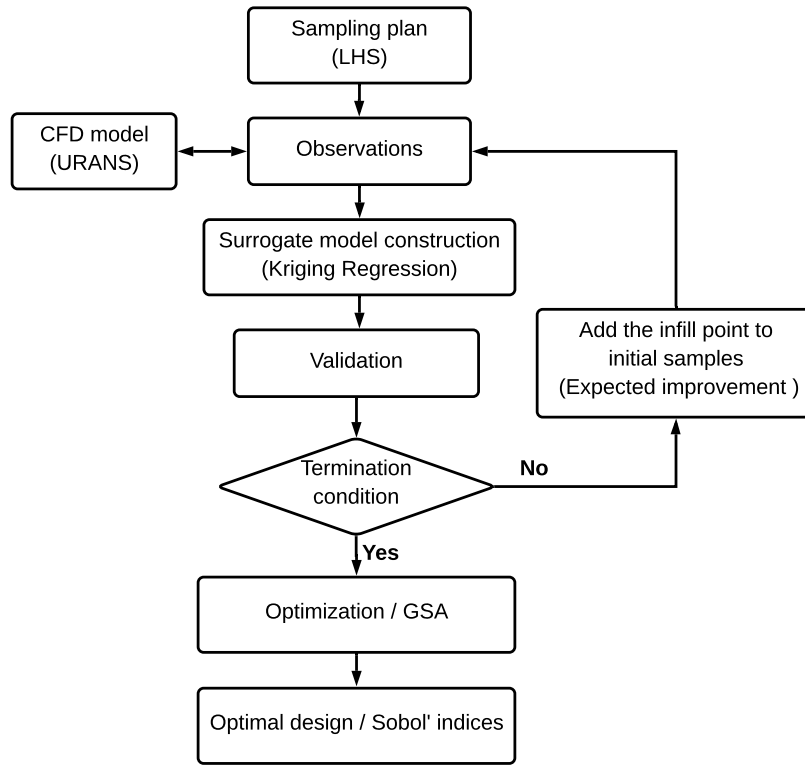 Sampling plan
(LHS)
CFD model
(URANS)
Observations
Surrogate model construction
(Kriging Regression)
Add the infill point to
initial samples
(Expected improvement )
Validation
Termination
condition
No
Yes
Optimization / GSA
Optimal design / Sobol' indices